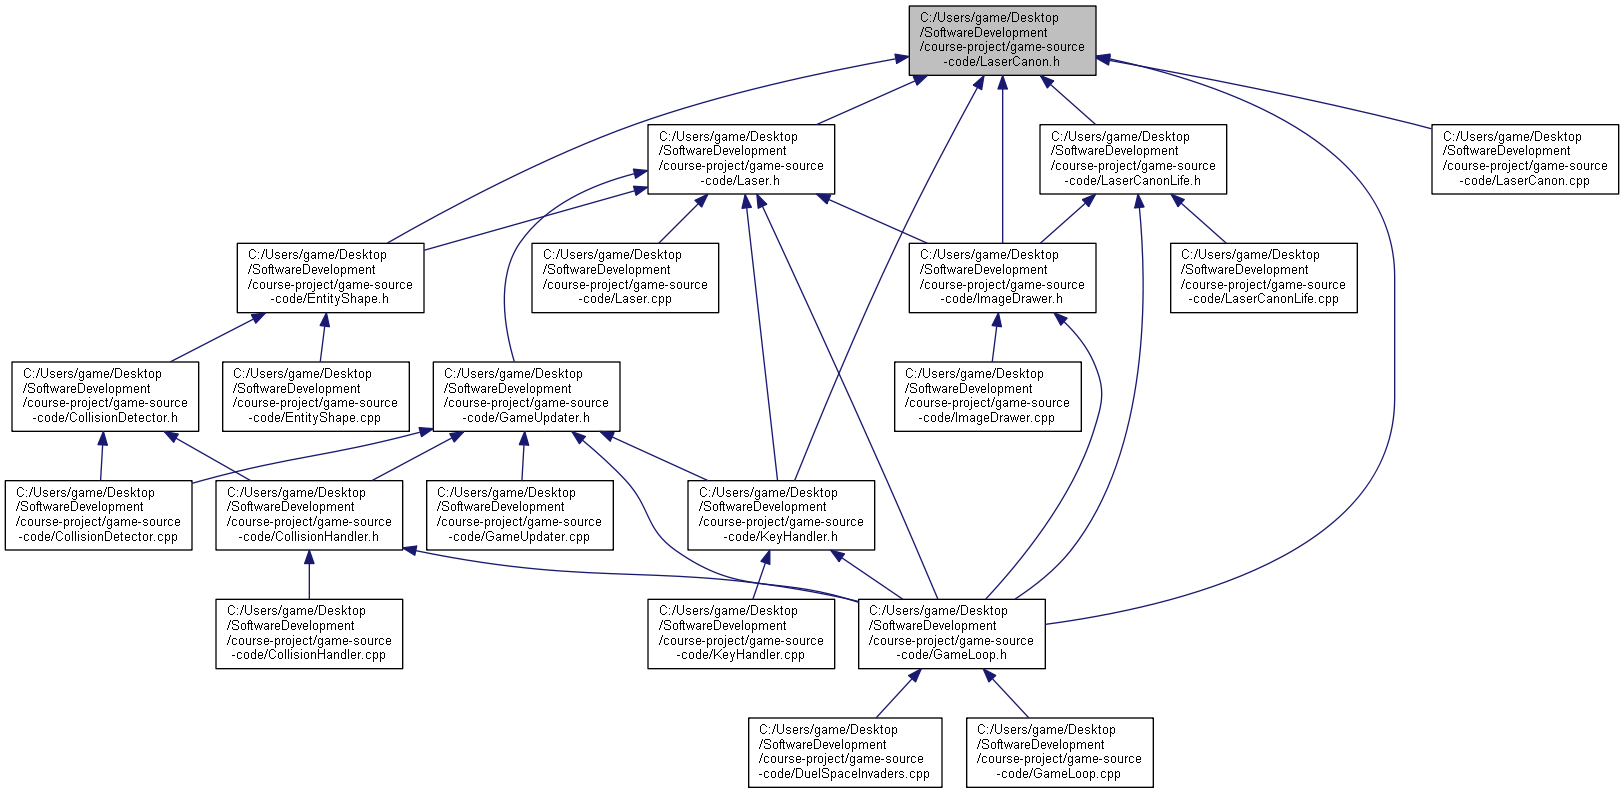 C:/Users/game/Desktop
/SoftwareDevelopment
/course-project/game-source
-code/LaserCanon.h
C:/Users/game/Desktop
/SoftwareDevelopment
/course-project/game-source
-code/Laser.h
C:/Users/game/Desktop
/SoftwareDevelopment
/course-project/game-source
-code/LaserCanonLife.h
C:/Users/game/Desktop
/SoftwareDevelopment
/course-project/game-source
-code/LaserCanon.cpp
C:/Users/game/Desktop
/SoftwareDevelopment
/course-project/game-source
-code/EntityShape.h
C:/Users/game/Desktop
/SoftwareDevelopment
/course-project/game-source
-code/Laser.cpp
C:/Users/game/Desktop
/SoftwareDevelopment
/course-project/game-source
-code/ImageDrawer.h
C:/Users/game/Desktop
/SoftwareDevelopment
/course-project/game-source
-code/LaserCanonLife.cpp
C:/Users/game/Desktop
/SoftwareDevelopment
/course-project/game-source
-code/CollisionDetector.h
C:/Users/game/Desktop
/SoftwareDevelopment
/course-project/game-source
-code/EntityShape.cpp
C:/Users/game/Desktop
/SoftwareDevelopment
/course-project/game-source
-code/GameUpdater.h
C:/Users/game/Desktop
/SoftwareDevelopment
/course-project/game-source
-code/ImageDrawer.cpp
C:/Users/game/Desktop
/SoftwareDevelopment
/course-project/game-source
-code/CollisionDetector.cpp
C:/Users/game/Desktop
/SoftwareDevelopment
/course-project/game-source
-code/CollisionHandler.h
C:/Users/game/Desktop
/SoftwareDevelopment
/course-project/game-source
-code/GameUpdater.cpp
C:/Users/game/Desktop
/SoftwareDevelopment
/course-project/game-source
-code/KeyHandler.h
C:/Users/game/Desktop
/SoftwareDevelopment
/course-project/game-source
-code/CollisionHandler.cpp
C:/Users/game/Desktop
/SoftwareDevelopment
/course-project/game-source
-code/KeyHandler.cpp
C:/Users/game/Desktop
/SoftwareDevelopment
/course-project/game-source
-code/GameLoop.h
C:/Users/game/Desktop
/SoftwareDevelopment
/course-project/game-source
-code/DuelSpaceInvaders.cpp
C:/Users/game/Desktop
/SoftwareDevelopment
/course-project/game-source
-code/GameLoop.cpp